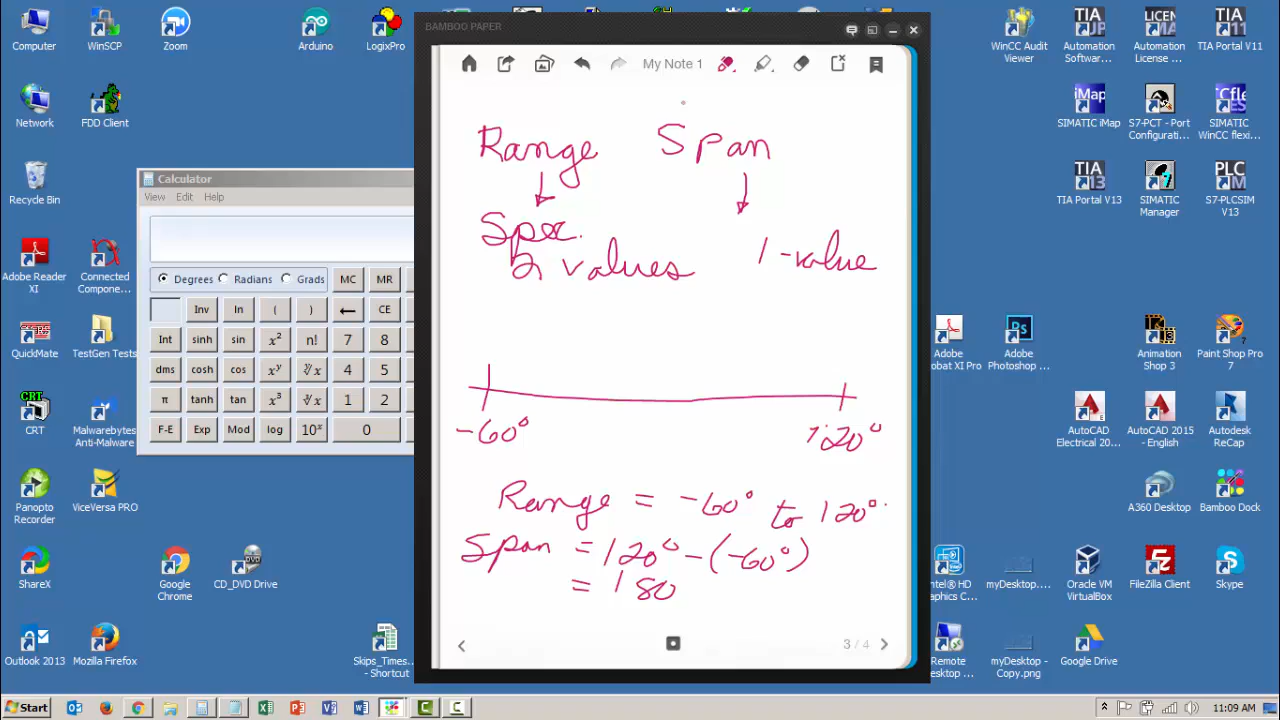 Computer
WinSCP
Zoom
Arduino
LogixPro
BAMBOO PAPER
WinCC Audit
Viewer
Automation
Softwar...
Automation
License ...
TIA Portal V11
Network
FDD Client
My Note 1
SIMATIC iMap
S7-PCT - Port
Configurati...
SIMATIC
WinCC flexi...
Range Span
Spec.
2 values
1-value
Recycle Bin
Calculator
View Edit Help
TIA Portal V13
SIMATIC
Manager
S7-PLCSIM
V13
Adobe Reader
XI
Connected
Compone...
Degrees Radians Grads MC MR
Inv ln ( ) ← CE
Int sinh sin x² n! 7 8
dms cosh cos xʸ ʸ√x 4 5
π tanh tan x³ ³√x 1 2
F-E Exp Mod log 10ˣ 0
QuickMate
TestGen Tests
CRT
CRT
Malwarebytes
Anti-Malware
-60° 120°
Range = -60° to 120°
Span = 120° - (-60°)
= 180
3 / 4
Adobe
Photoshop ...
Animation
Shop 3
Paint Shop Pro
7
AutoCAD
Electrical 20...
AutoCAD
2015 -
English
Autodesk
ReCap
Panopto
Recorder
ViceVersa PRO
A360 Desktop
Bamboo Dock
ShareX
Google
Chrome
CD_DVD Drive
myDesktop...
Oracle VM
VirtualBox
FileZilla Client
Skype
Outlook 2013
Mozilla Firefox
Skips_Times...
- Shortcut
myDesktop -
Copy.png
Google Drive
Start
11:09 AM